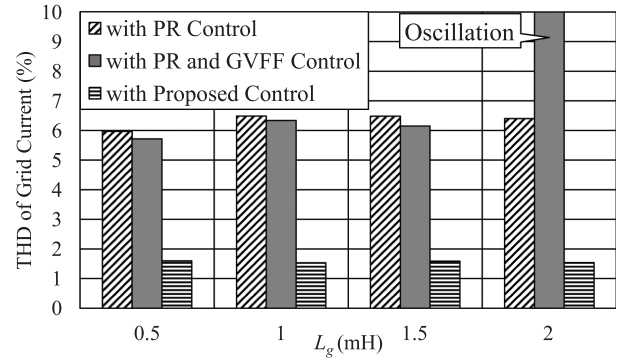 THD of Grid Current (%)
10
9
8
7
6
5
4
3
2
1
0
with PR Control
with PR and GVFF Control
with Proposed Control
Oscillation
0.5
1
1.5
2
Lg (mH)